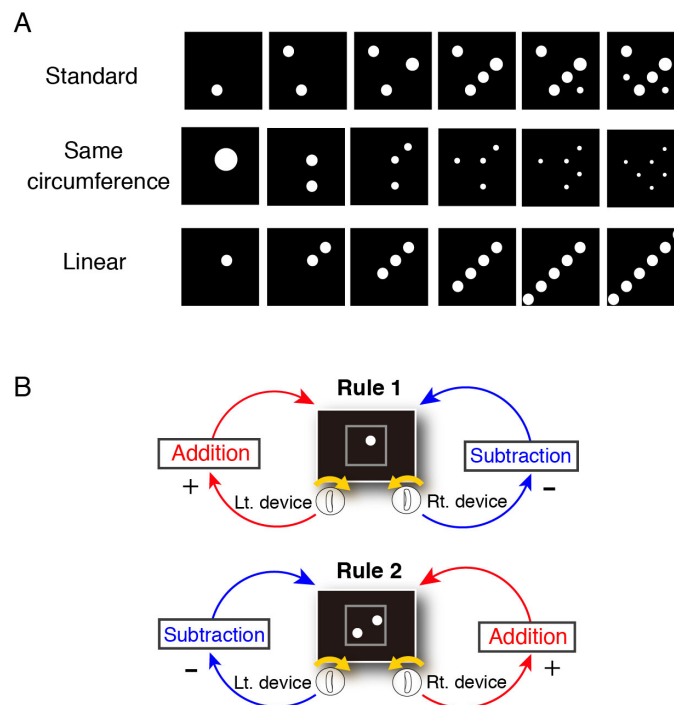 A
Standard
Same
circumference
Linear
B
Rule 1
Addition
Subtraction
+
Lt. device
Rt. device
–
Rule 2
Subtraction
Addition
–
Lt. device
Rt. device
+